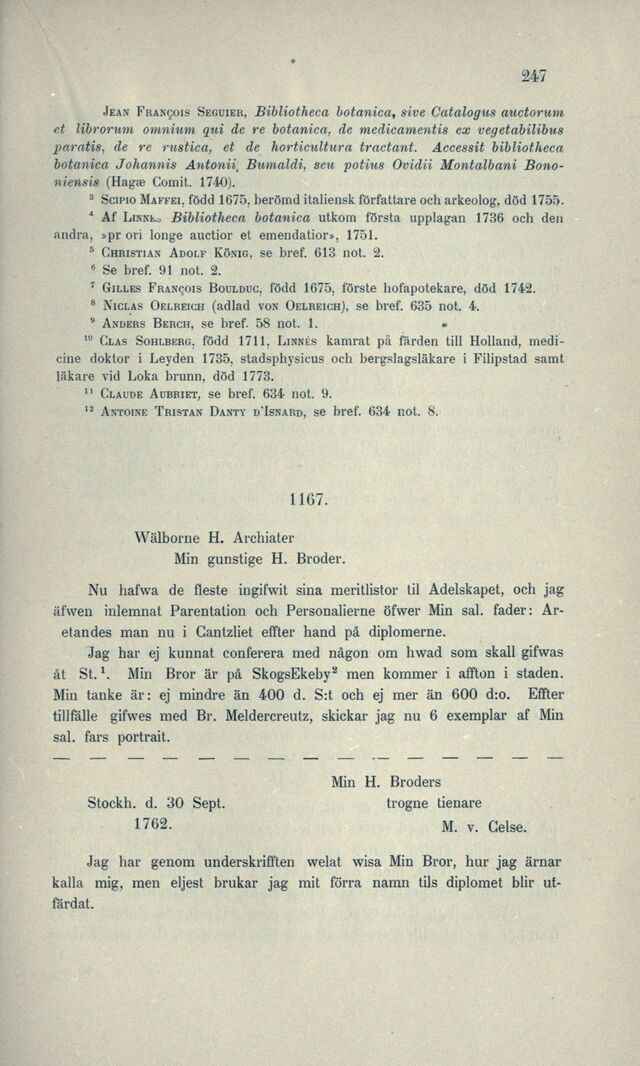 247
JEAN FRANÇOIS SEGUIER, Bibliotheca botanica, sive Catalogus auctorum
et librorum omnium qui de re botanica, de medicamentis ex vegetabilibus
paratis, de re rustica, et de horticultura tractant. Accessit bibliotheca
botanica Johannis Antonii, Bumaldi, seu potius Ovidii Montalbani Bono-
niensis (Hagæ Comit. 1740).
³ SCIPIO MAFFEI, född 1675, berömd italiensk författare och arkeolog, död 1755.
⁴ Af LINNÉS Bibliotheca botanica utkom första upplagan 1736 och den
andra, »pr ori longe auctior et emendatior», 1751.
⁵ CHRISTIAN ADOLF KÖNIG, se bref. 613 not. 2.
⁶ Se bref. 91 not. 2.
⁷ GILLES FRANÇOIS BOULDUC, född 1675, förste hofapotekare, död 1742.
⁸ NICLAS OELREICH (adlad VON OELREICH), se bref. 635 not. 4.
⁹ ANDERS BERCH, se bref. 58 not. 1.
¹⁰ CLAS SOHLBERG, född 1711, LINNÉS kamrat på färden till Holland, medi-
cine doktor i Leyden 1735, stadsphysicus och bergslagsläkare i Filipstad samt
läkare vid Loka brunn, död 1773.
¹¹ CLAUDE AUBRIET, se bref. 634 not. 9.
¹² ANTOINE TRISTAN DANTY D'ISNARD, se bref. 634 not. 8.
1167.
Wälborne H. Archiater
Min gunstige H. Broder.
Nu hafwa de fleste ingifwit sina meritlistor til Adelskapet, och jag
äfwen inlemnat Parentation och Personalierne öfwer Min sal. fader: Ar-
etandes man nu i Cantzliet effter hand på diplomerne.
Jag har ej kunnat conferera med någon om hwad som skall gifwas
åt St.¹. Min Bror är på SkogsEkeby² men kommer i affton i staden.
Min tanke är: ej mindre än 400 d. S:t och ej mer än 600 d:o. Effter
tillfälle gifwes med Br. Meldercreutz, skickar jag nu 6 exemplar af Min
sal. fars portrait.
— — — — — — — — — — — — — — — — — —
Min H. Broders
Stockh. d. 30 Sept. trogne tienare
1762. M. v. Celse.
Jag har genom underskrifften welat wisa Min Bror, hur jag ärnar
kalla mig, men eljest brukar jag mit förra namn tils diplomet blir ut-
färdat.